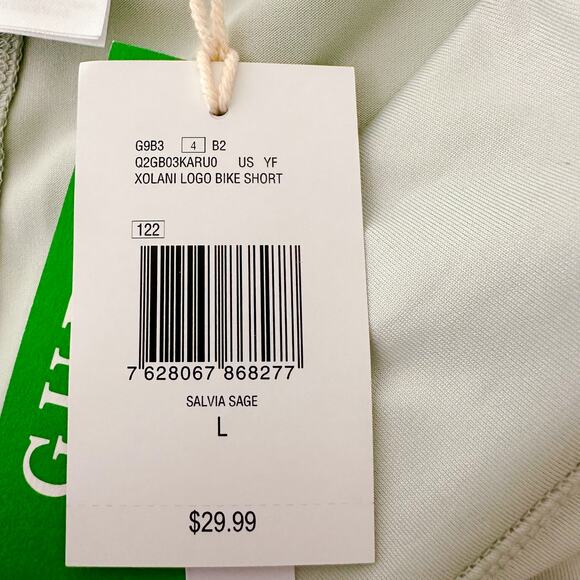 G9B3 4 B2
Q2GB03KARU0 US YF
XOLANI LOGO BIKE SHORT
122
7 628067 868277
SALVIA SAGE
L
$29.99